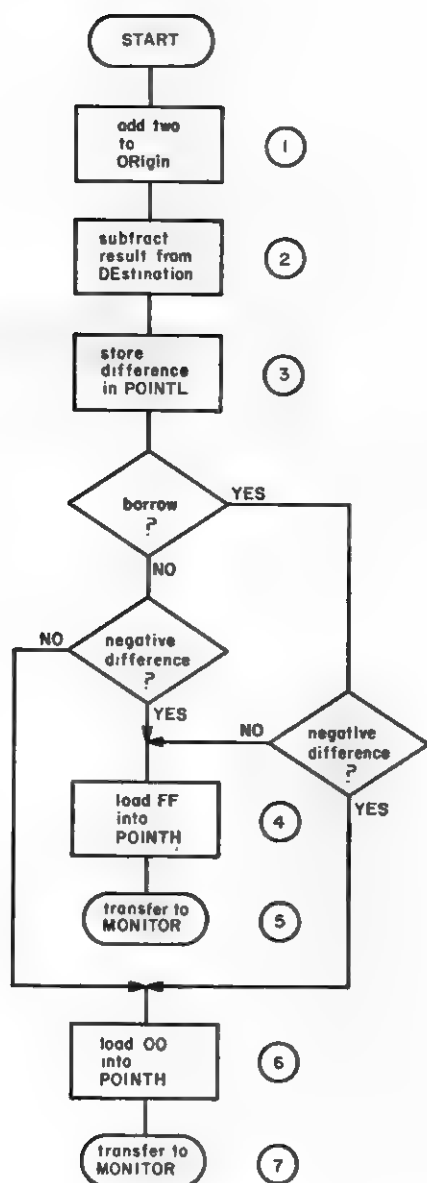 START
add two
to
ORigin
1
subtract
result from
DEstination
2
store
difference
in POINTL
3
borrow
?
YES
NO
NO
negative
difference
?
YES
NO
negative
difference
?
YES
load FF
into
POINTH
4
transfer to
MONITOR
5
load 00
into
POINTH
6
transfer to
MONITOR
7